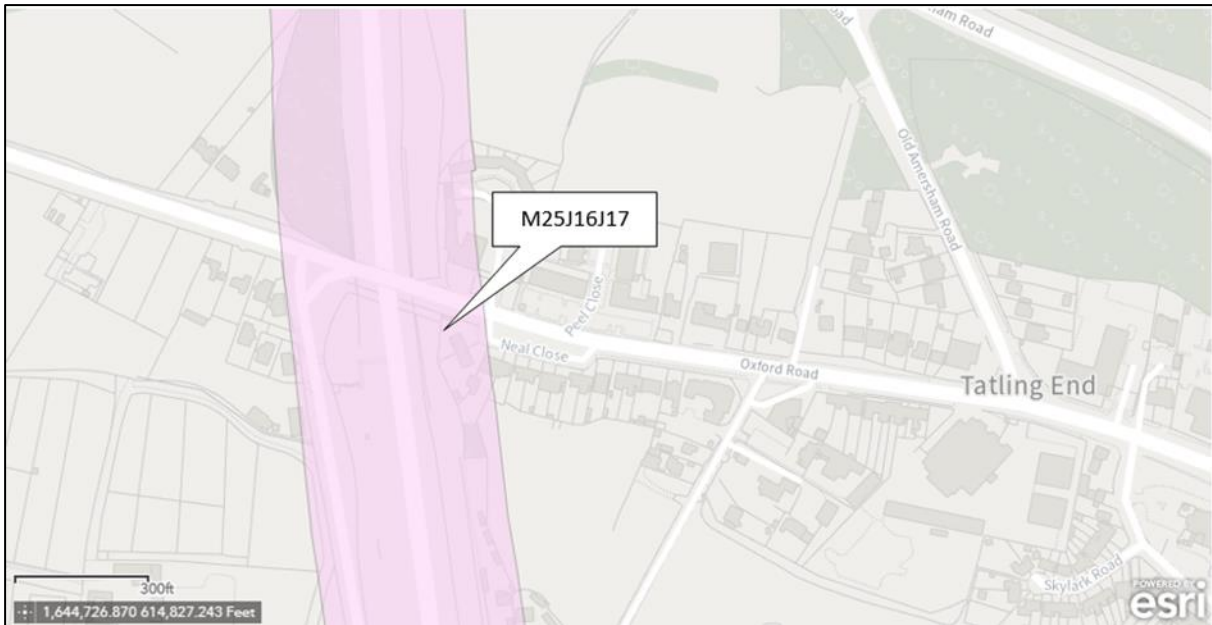 ham Road
oad
Old Amersham Road
M25J16J17
Peel Close
Neal Close
Oxford Road
Tatling End
Skylark Road
300ft
1,644,726.870 614,827.243 Feet
POWERED BY
esri